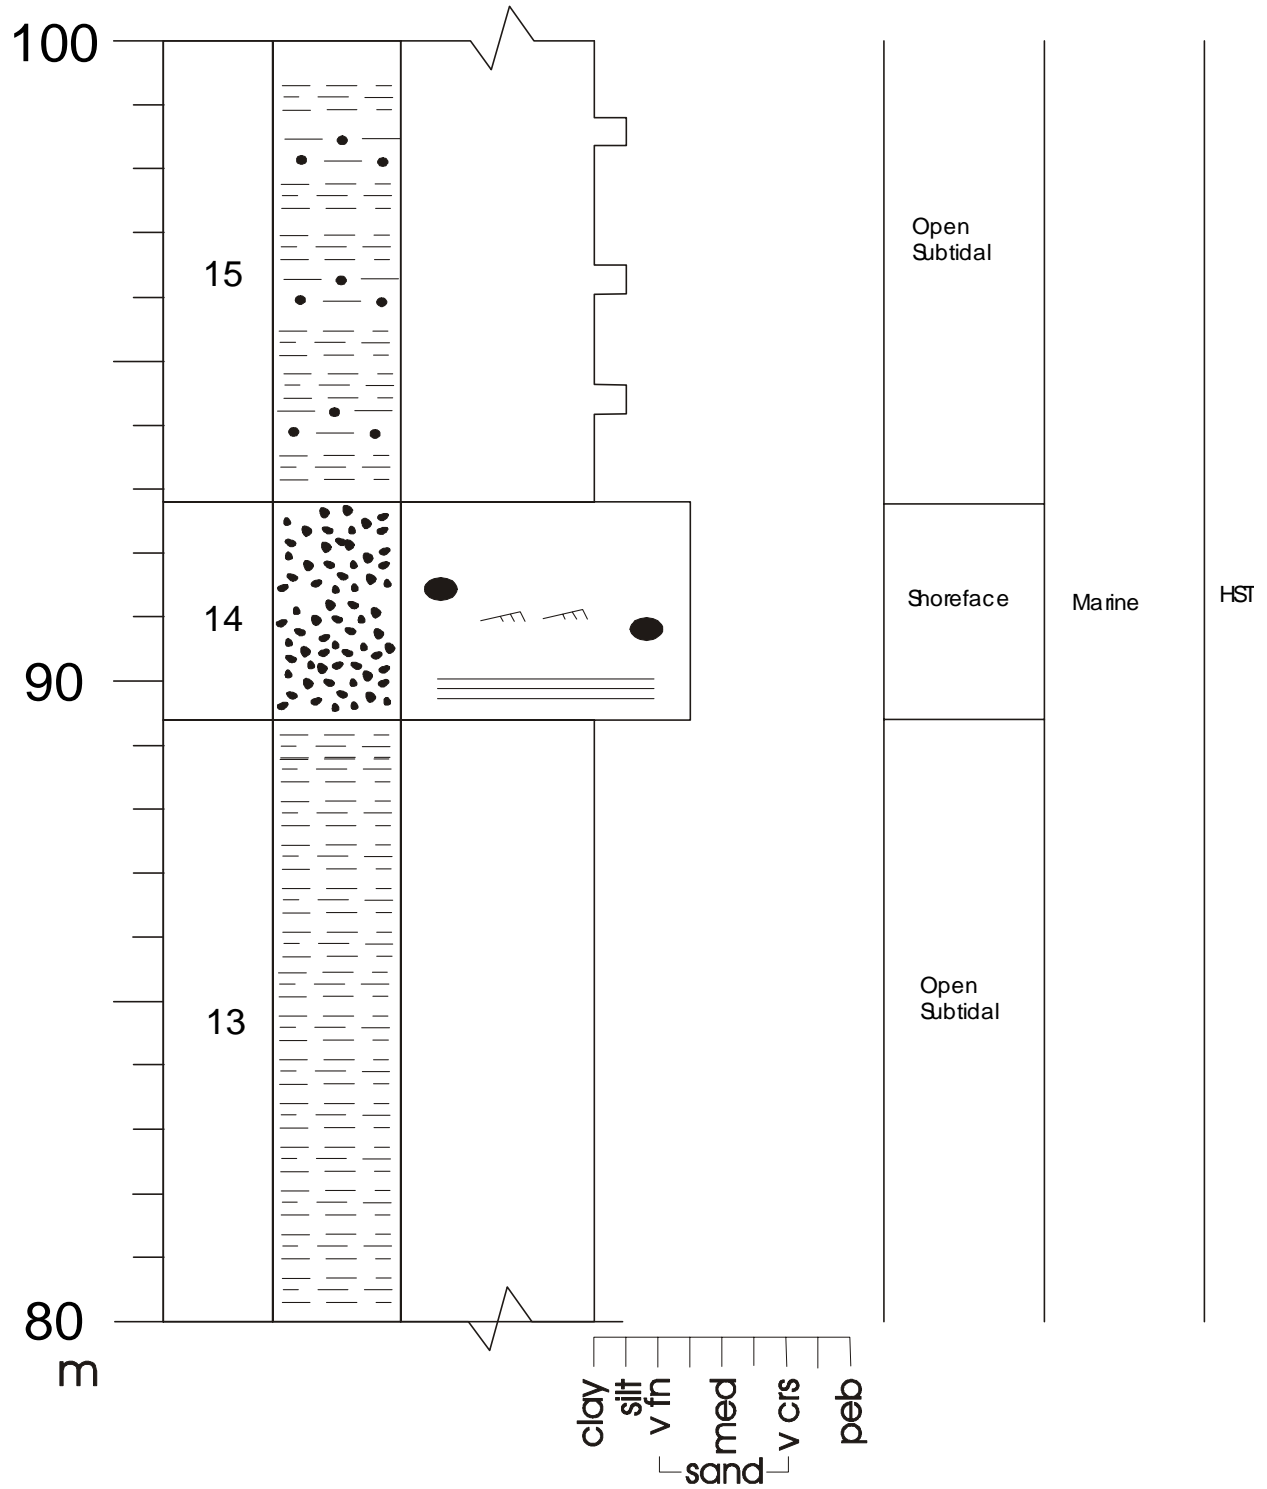 100
15
Open
Subtidal
14
Shoreface
Marine
HST
90
13
Open
Subtidal
80
m
clay
silt
v fn
med
v crs
peb
sand